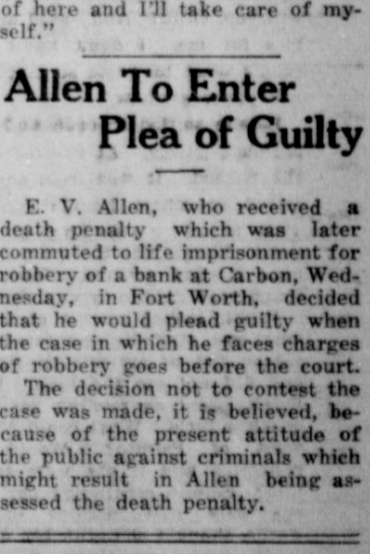 of here and I'll take care of my-
self."
Allen To Enter
Plea of Guilty
E. V. Allen, who received a
death penalty which was later
commuted to life imprisonment for
robbery of a bank at Carbon, Wed-
nesday, in Fort Worth, decided
that he would plead guilty when
the case in which he faces charges
of robbery goes before the court.
The decision not to contest the
case was made, it is believed, be-
cause of the present attitude of
the public against criminals which
might result in Allen being as-
sessed the death penalty.